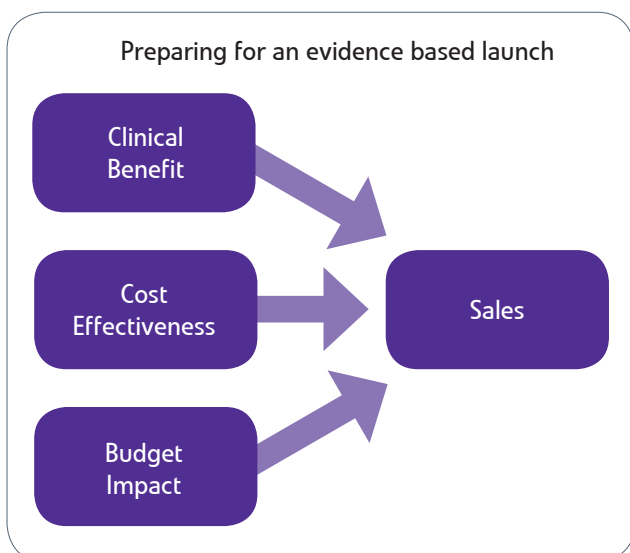 Preparing for an evidence based launch
Clinical
Benefit
Cost
Effectiveness
Sales
Budget
Impact